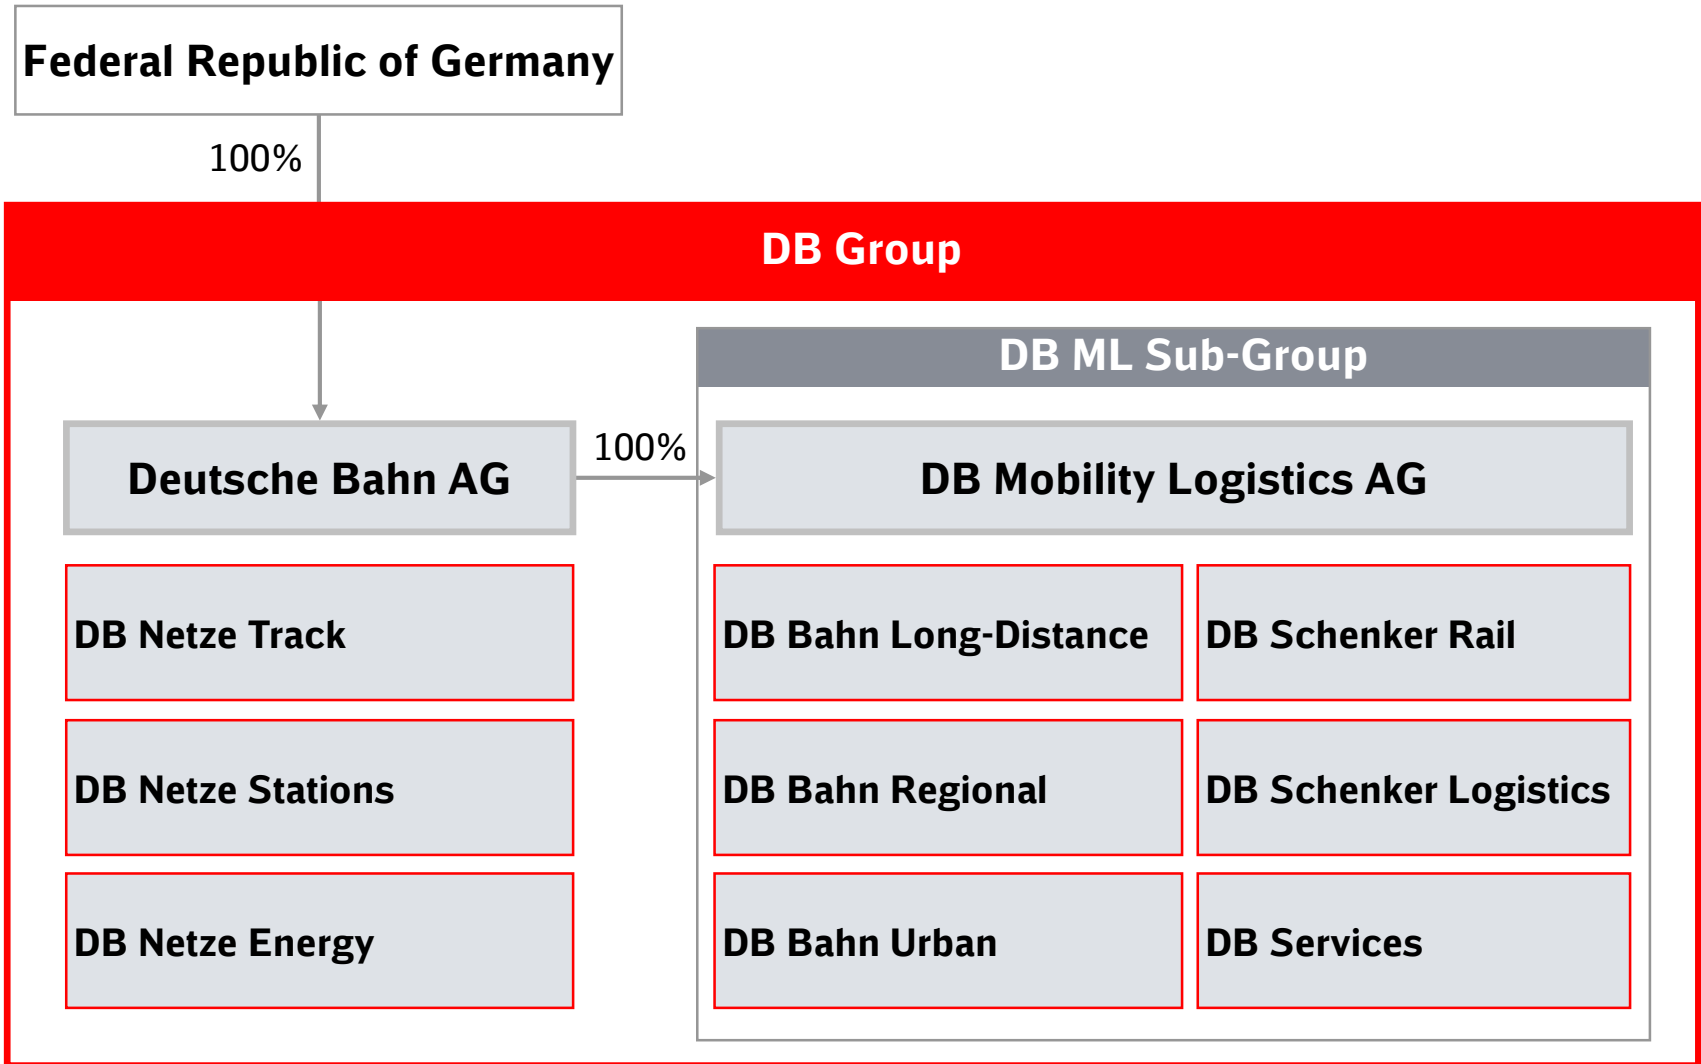 Federal Republic of Germany
100%
DB Group
DB ML Sub-Group
Deutsche Bahn AG
100%
DB Mobility Logistics AG
DB Netze Track
DB Bahn Long-Distance
DB Schenker Rail
DB Netze Stations
DB Bahn Regional
DB Schenker Logistics
DB Netze Energy
DB Bahn Urban
DB Services